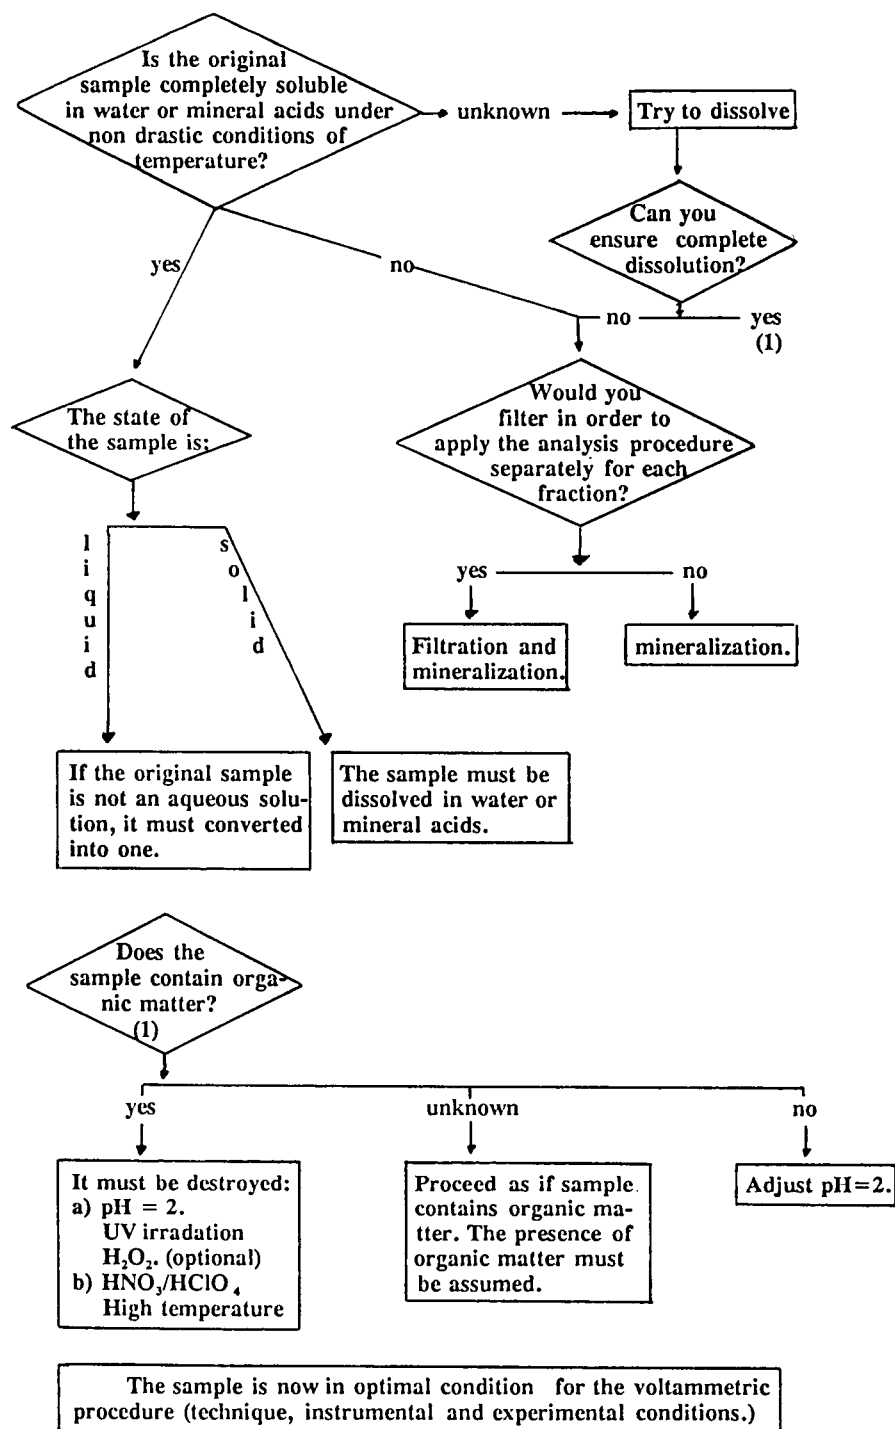 Is the original
sample completely soluble
in water or mineral acids under
non drastic conditions of
temperature?
unknown
Try to dissolve
Can you
ensure complete
dissolution?
yes
no
no
yes
(1)
The state of
the sample is:
Would you
filter in order to
apply the analysis procedure
separately for each
fraction?
liquid
solid
yes
no
Filtration and
mineralization.
mineralization.
If the original sample
is not an aqueous solu-
tion, it must converted
into one.
The sample must be
dissolved in water or
mineral acids.
Does the
sample contain orga-
nic matter?
(1)
yes
unknown
no
It must be destroyed:
a) pH = 2.
UV irradation
H₂O₂. (optional)
b) HNO₃/HClO₄
High temperature
Proceed as if sample
contains organic ma-
tter. The presence of
organic matter must
be assumed.
Adjust pH=2.
The sample is now in optimal condition for the voltammetric
procedure (technique, instrumental and experimental conditions.)